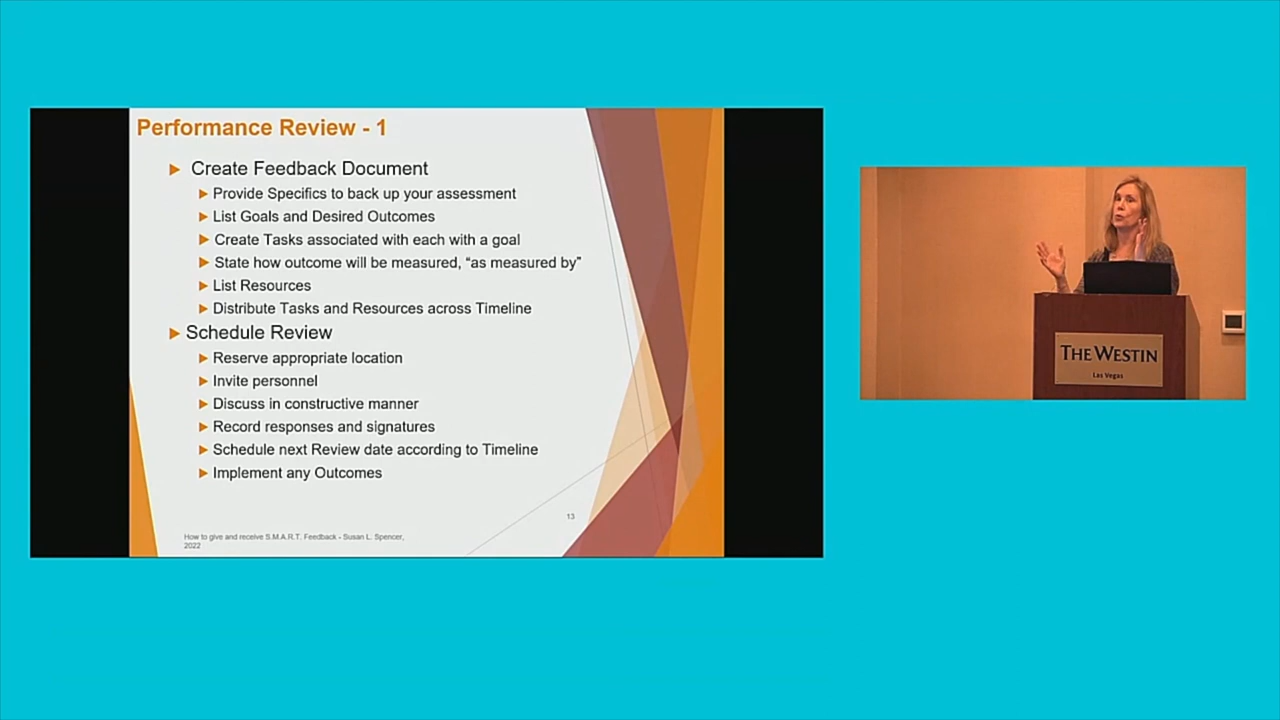 Performance Review - 1
Create Feedback Document
Provide Specifics to back up your assessment
List Goals and Desired Outcomes
Create Tasks associated with each with a goal
State how outcome will be measured, “as measured by”
List Resources
Distribute Tasks and Resources across Timeline
Schedule Review
Reserve appropriate location
Invite personnel
Discuss in constructive manner
Record responses and signatures
Schedule next Review date according to Timeline
Implement any Outcomes
13
How to give and receive S.M.A.R.T. Feedback - Susan L. Spencer,
2022
THE WESTIN
Las Vegas